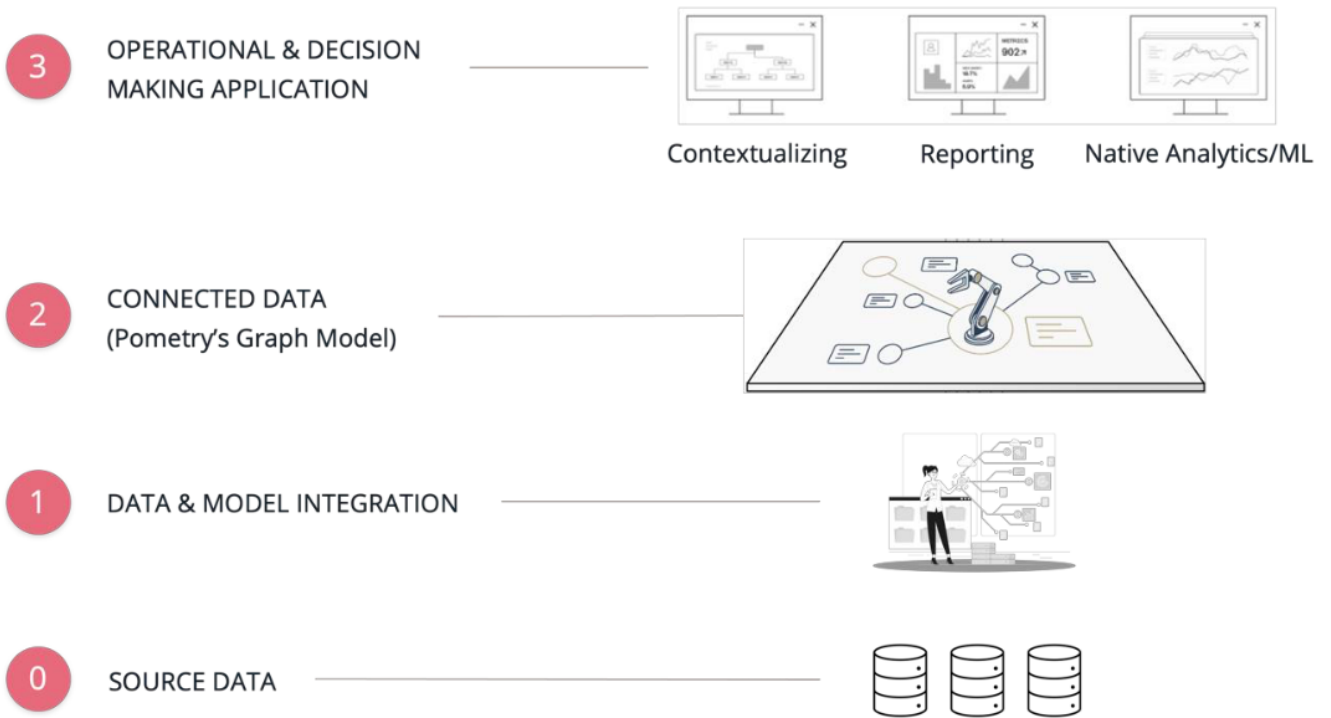 3
OPERATIONAL & DECISION
MAKING APPLICATION
METRICS
902
Contextualizing
Reporting
Native Analytics/ML
2
CONNECTED DATA
(Pometry’s Graph Model)
1
DATA & MODEL INTEGRATION
0
SOURCE DATA